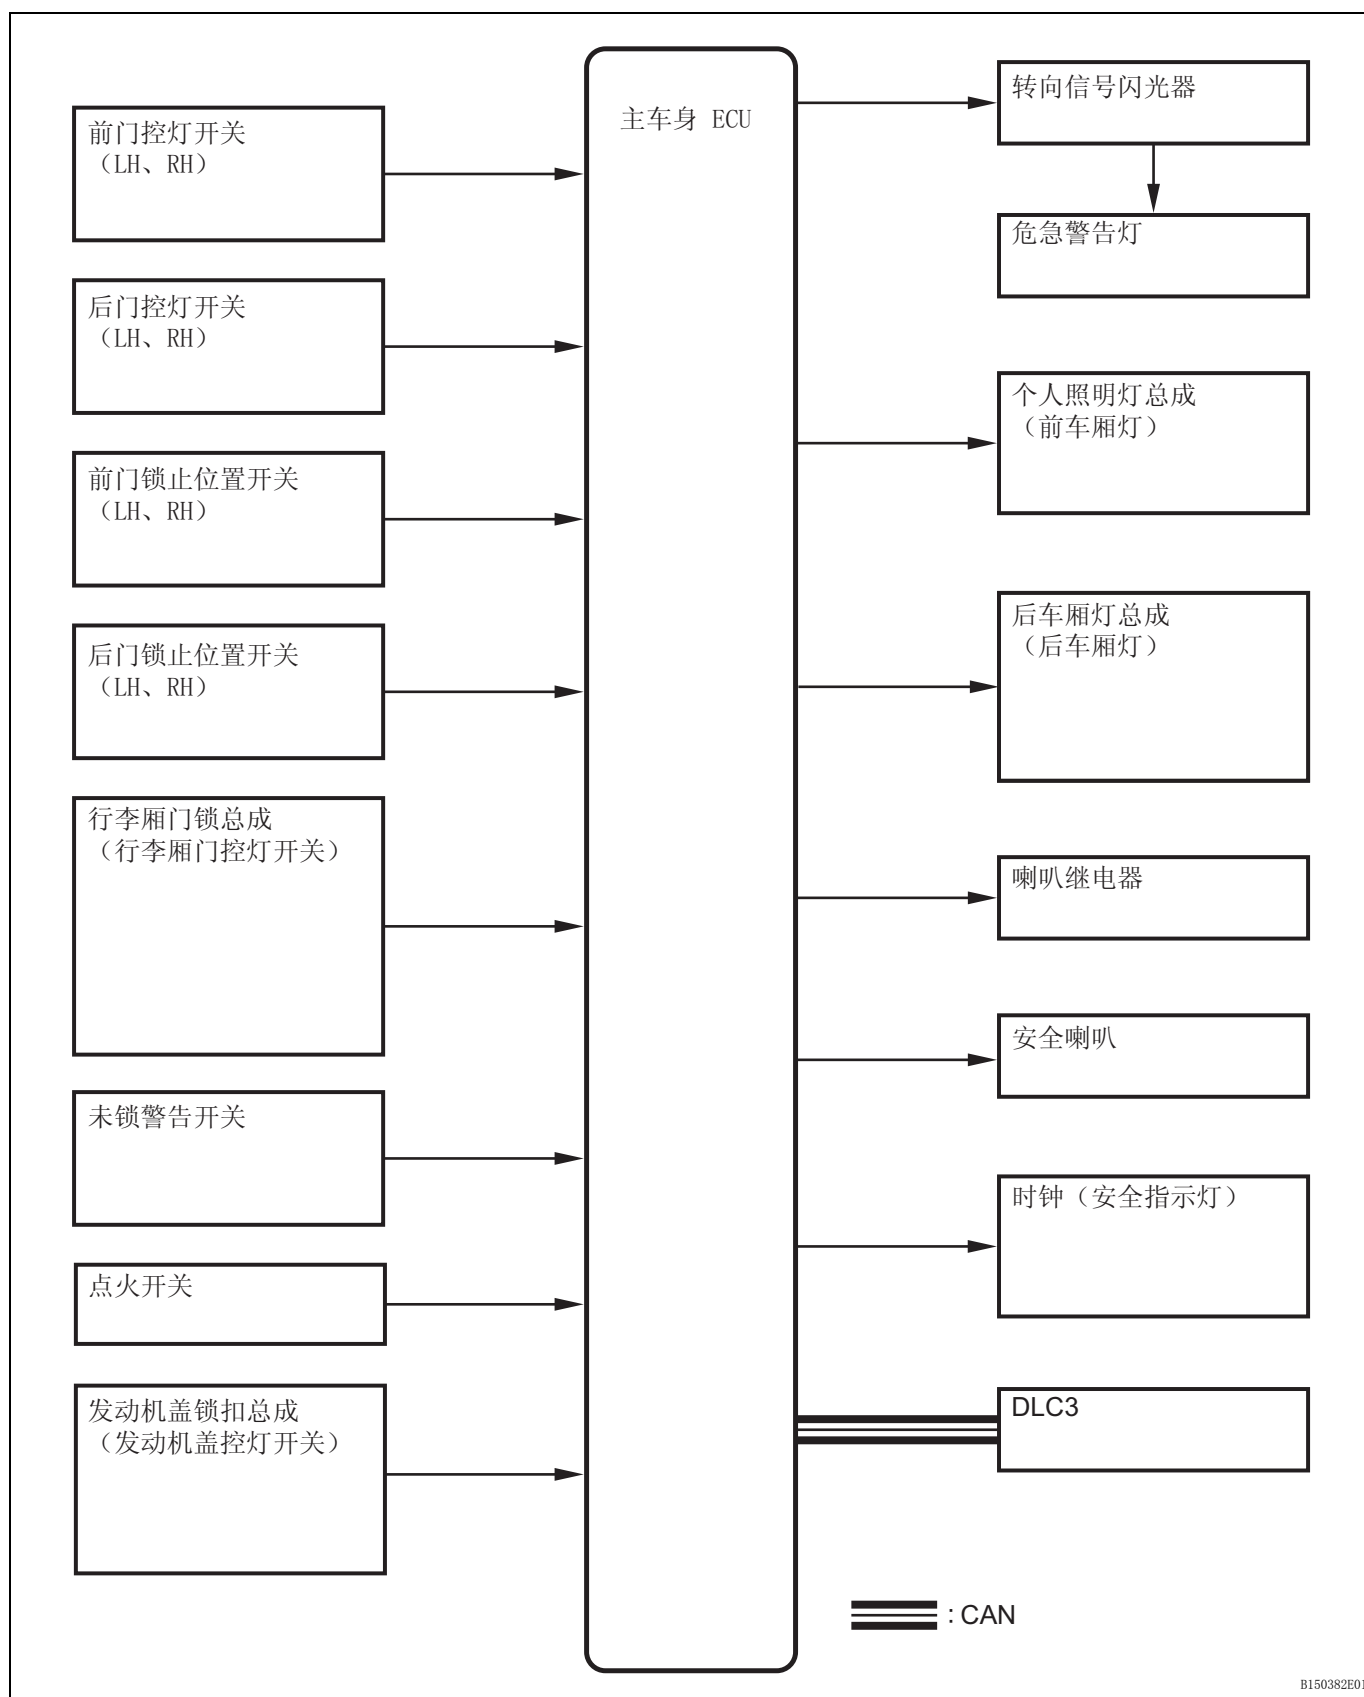 前门控灯开关
（LH、RH）
后门控灯开关
（LH、RH）
前门锁止位置开关
（LH、RH）
后门锁止位置开关
（LH、RH）
行李厢门锁总成
（行李厢门控灯开关）
未锁警告开关
点火开关
发动机盖锁扣总成
（发动机盖控灯开关）
主车身 ECU
转向信号闪光器
危急警告灯
个人照明灯总成
（前车厢灯）
后车厢灯总成
（后车厢灯）
喇叭继电器
安全喇叭
时钟（安全指示灯）
DLC3
: CAN
B150382E01